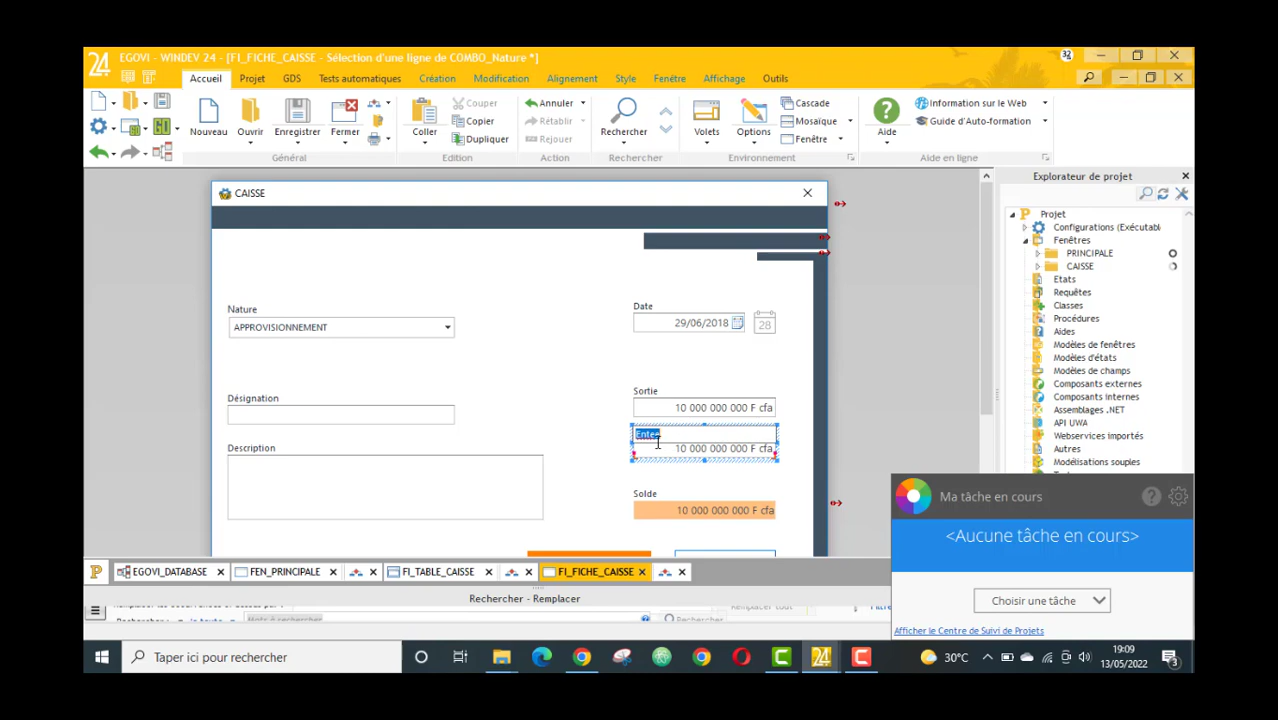 24 EGOVI - WINDEV 24 - [FI_FICHE_CAISSE - Sélection d'une ligne de COMBO_Nature *] 32
Accueil Projet GDS Tests automatiques Création Modification Alignement Style Fenêtre Affichage Outils
Nouveau Ouvrir Enregistrer Fermer
Général
Coller Couper Copier Dupliquer
Edition
Annuler Rétablir Rejouer
Action
Rechercher
Rechercher
Volets Options Cascade Mosaïque Fenêtre
Environnement
Aide Information sur le Web Guide d'Auto-formation
Aide en ligne
GO
CAISSE
Nature
APPROVISIONNEMENT
Date
29/06/2018 28
Désignation
Description
Sortie
10 000 000 000 F cfa
Entee
10 000 000 000 F cfa
Solde
10 000 000 000 F cfa
Explorateur de projet
Projet
Configurations (Exécutabl
Fenêtres
PRINCIPALE
CAISSE
Etats
Requêtes
Classes
Procédures
Aides
Modèles de fenêtres
Modèles d'états
Modèles de champs
Composants externes
Composants internes
Assemblages .NET
API UWA
Webservices importés
Autres
Modélisations souples
Ma tâche en cours
<Aucune tâche en cours>
Choisir une tâche
Afficher le Centre de Suivi de Projets
EGOVI_DATABASE FEN_PRINCIPALE FI_TABLE_CAISSE FI_FICHE_CAISSE
Rechercher - Remplacer
Taper ici pour rechercher
30°C
19:09
13/05/2022
3